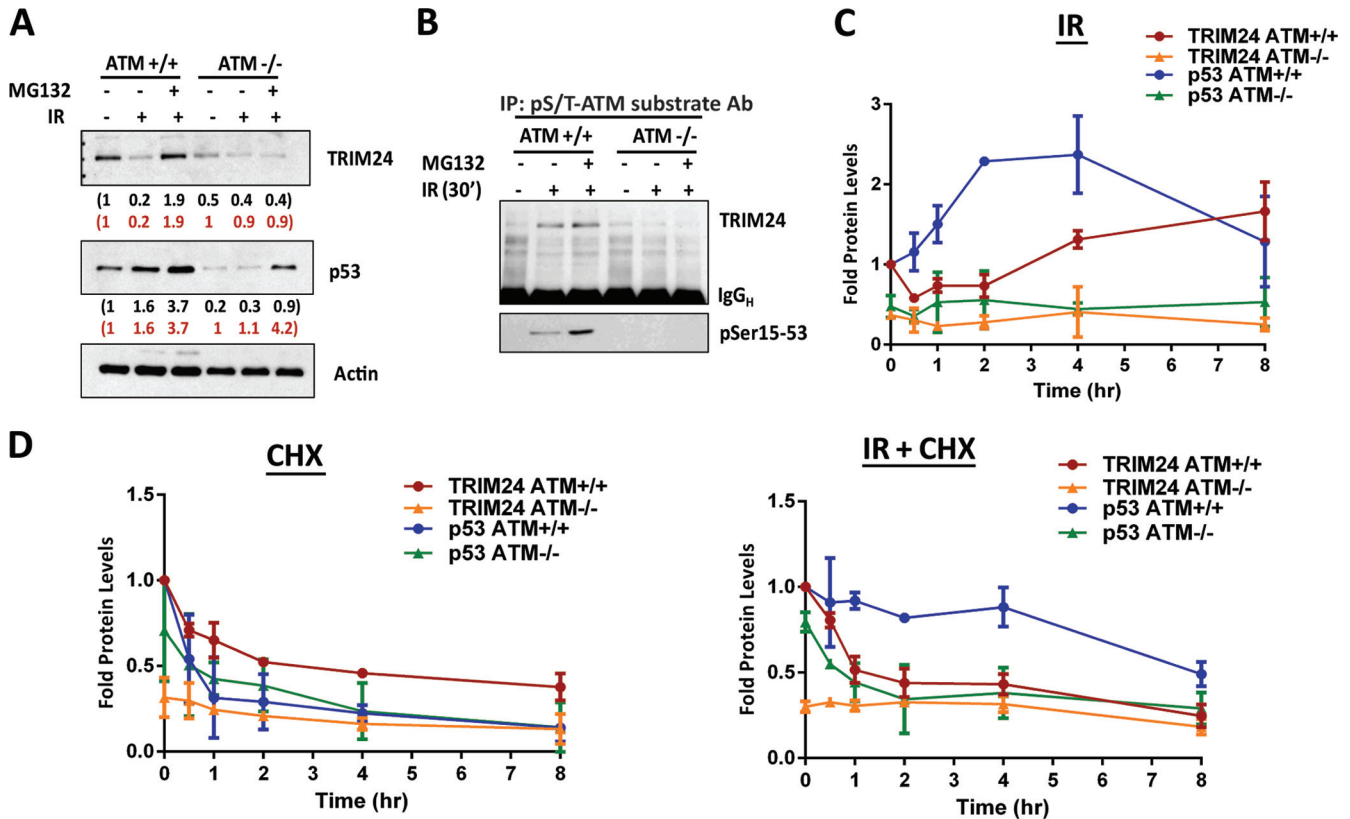 A
ATM +/+ ATM -/-
MG132 - - + - - +
IR - + + - + +
TRIM24
(1 0.2 1.9 0.5 0.4 0.4)
(1 0.2 1.9 1 0.9 0.9)
p53
(1 1.6 3.7 0.2 0.3 0.9)
(1 1.6 3.7 1 1.1 4.2)
Actin
B
IP: pS/T-ATM substrate Ab
ATM +/+ ATM -/-
MG132 - - + - - +
IR (30') - + + - + +
TRIM24
IgGH
pSer15-53
C
IR
TRIM24 ATM+/+
TRIM24 ATM-/-
p53 ATM+/+
p53 ATM-/-
Fold Protein Levels
3
2
1
0
0 1 2 3 4 5 6 7 8
Time (hr)
D
CHX
TRIM24 ATM+/+
TRIM24 ATM-/-
p53 ATM+/+
p53 ATM-/-
Fold Protein Levels
1.5
1.0
0.5
0.0
0 1 2 3 4 5 6 7 8
Time (hr)
IR + CHX
TRIM24 ATM+/+
TRIM24 ATM-/-
p53 ATM+/+
p53 ATM-/-
Fold Protein Levels
1.5
1.0
0.5
0.0
0 1 2 3 4 5 6 7 8
Time (hr)